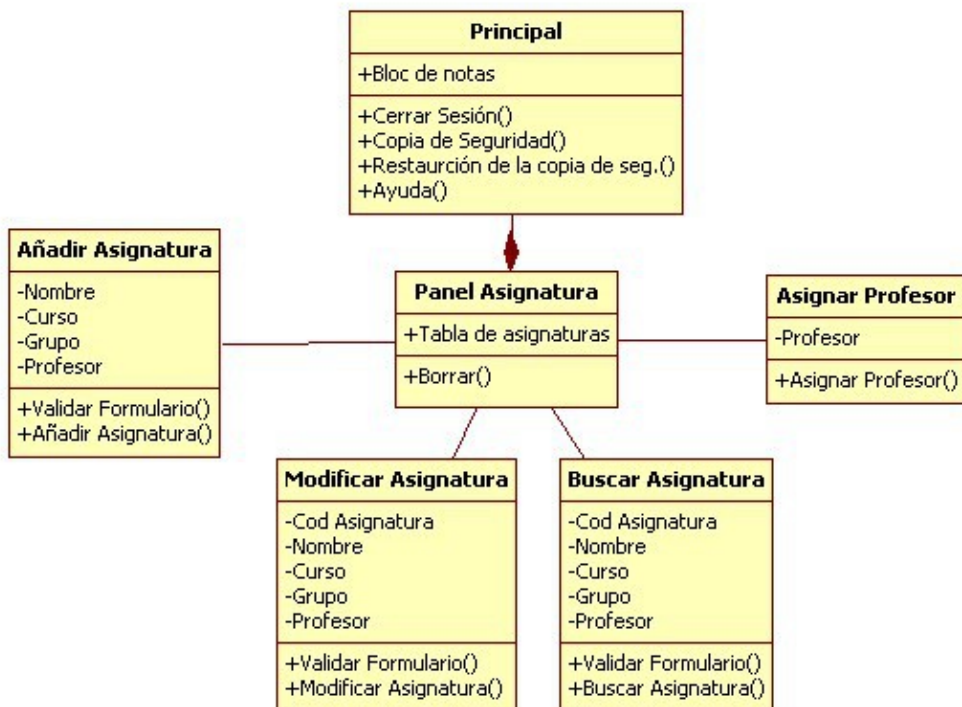 Principal
+Bloc de notas
+Cerrar Sesión()
+Copia de Seguridad()
+Restaurción de la copia de seg.()
+Ayuda()
Añadir Asignatura
-Nombre
-Curso
-Grupo
-Profesor
+Validar Formulario()
+Añadir Asignatura()
Panel Asignatura
+Tabla de asignaturas
+Borrar()
Asignar Profesor
-Profesor
+Asignar Profesor()
Modificar Asignatura
-Cod Asignatura
-Nombre
-Curso
-Grupo
-Profesor
+Validar Formulario()
+Modificar Asignatura()
Buscar Asignatura
-Cod Asignatura
-Nombre
-Curso
-Grupo
-Profesor
+Validar Formulario()
+Buscar Asignatura()